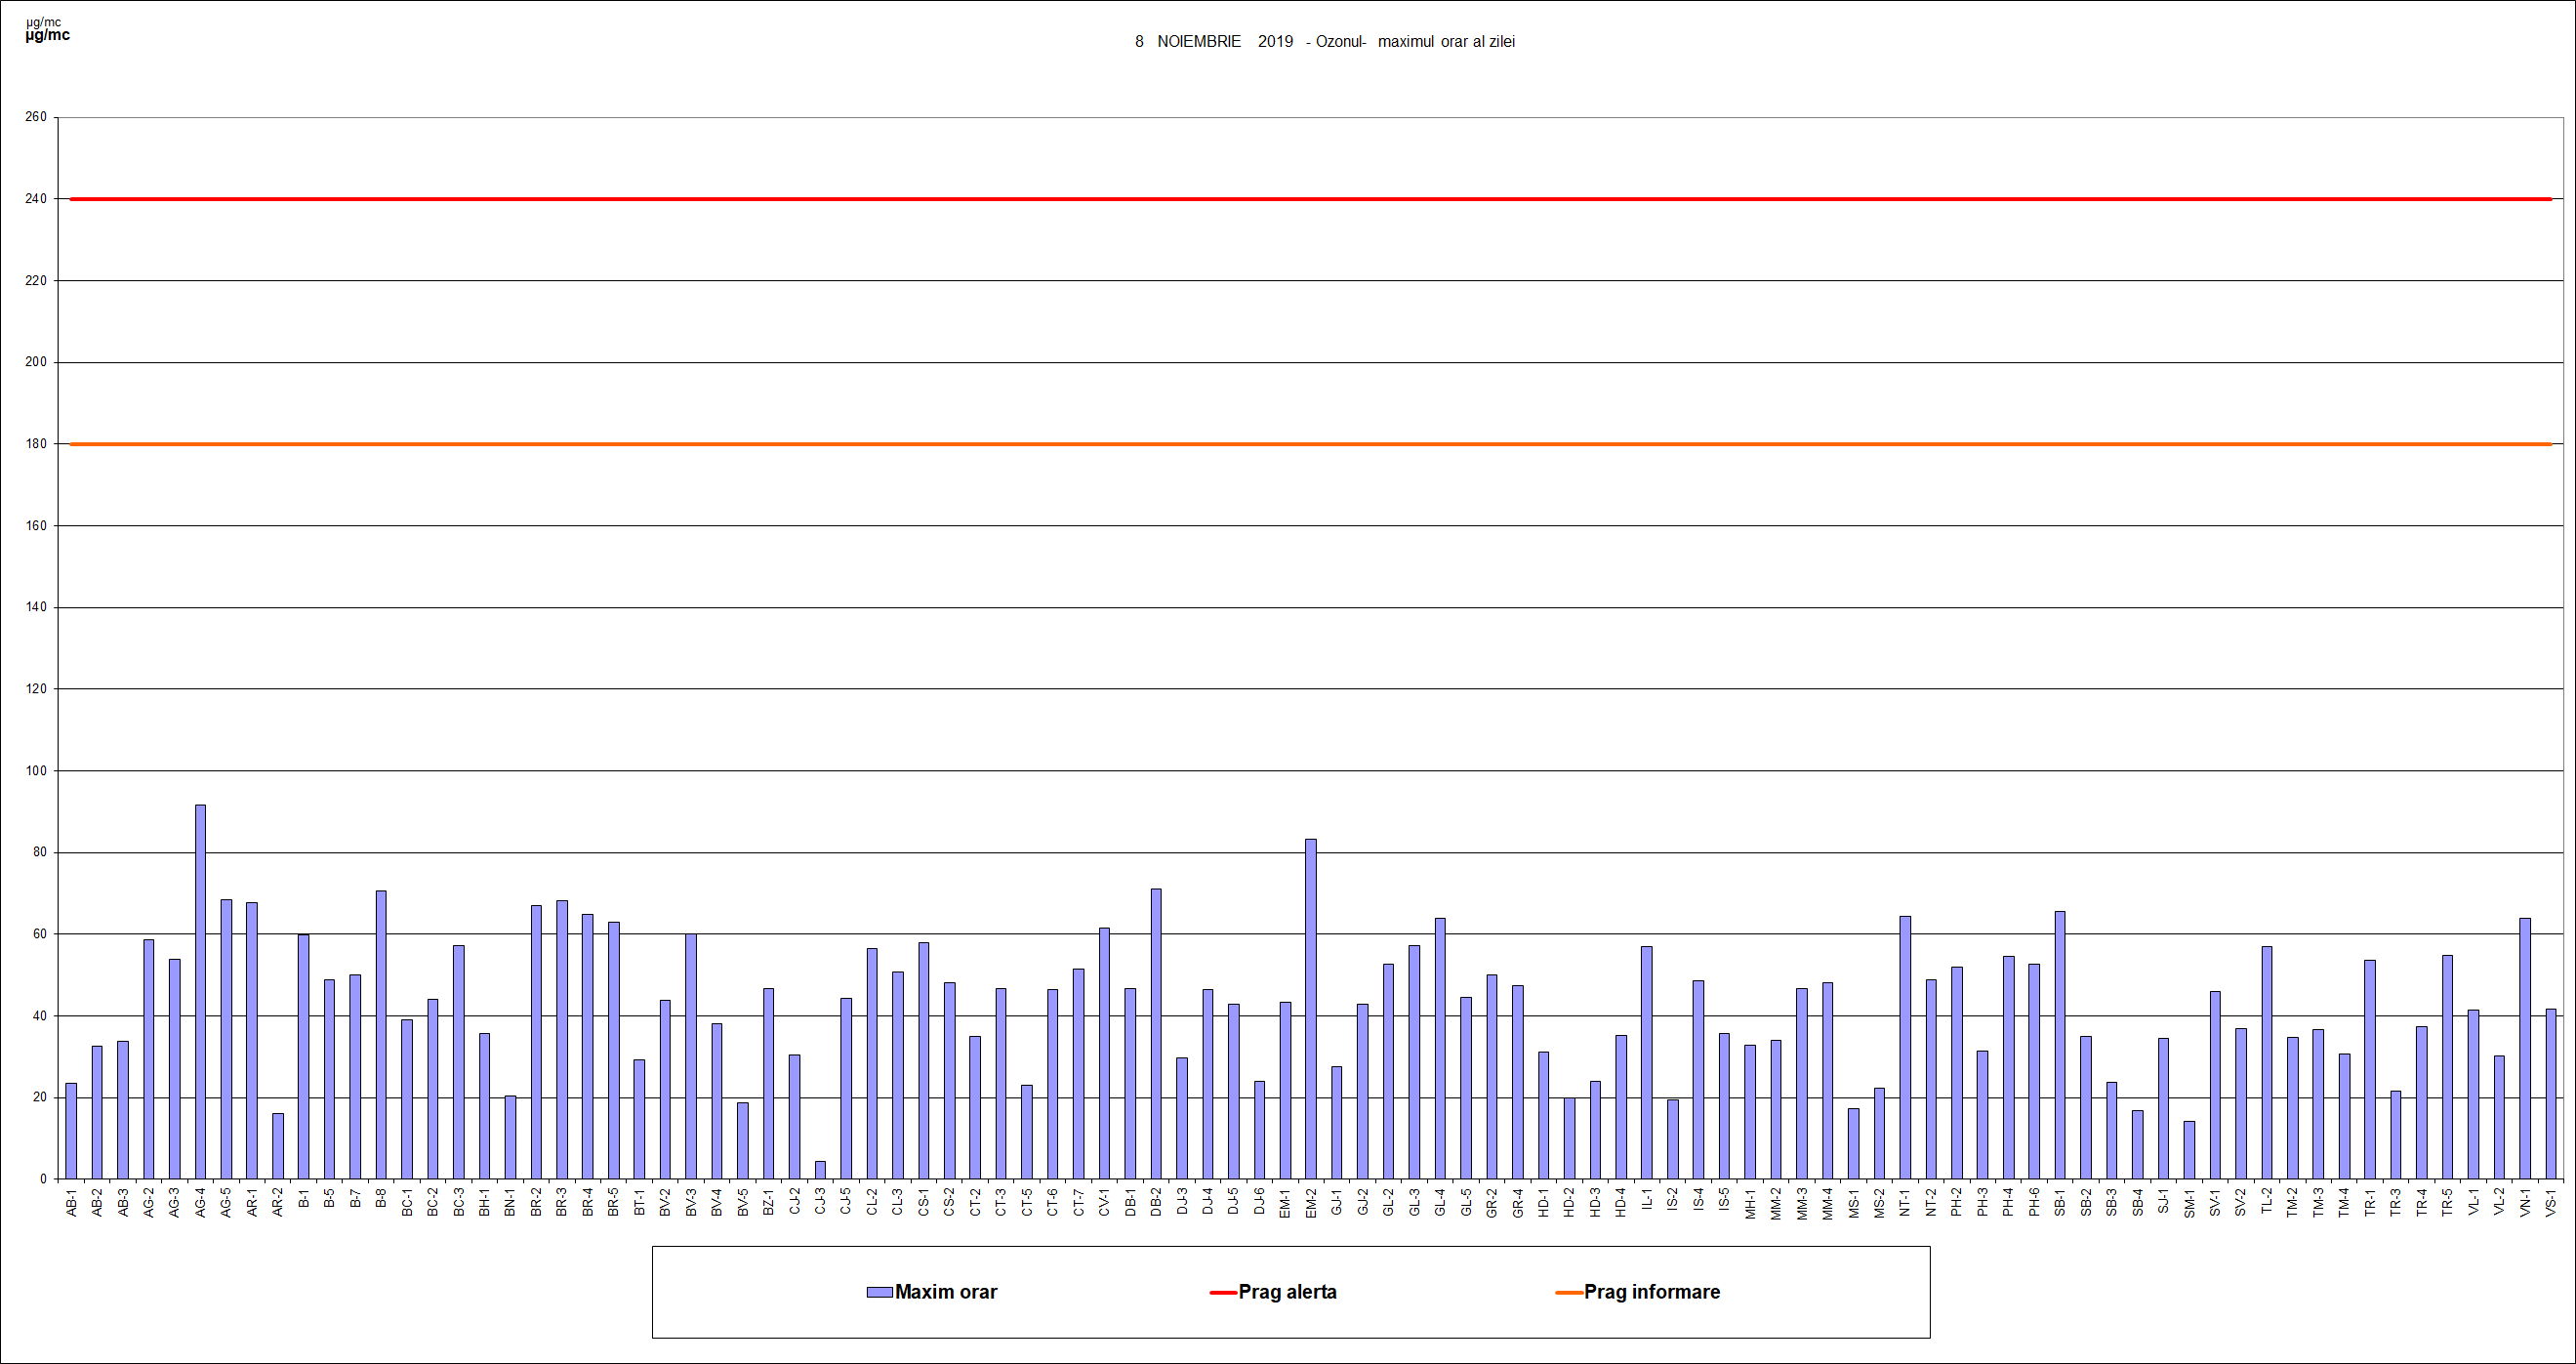 µg/mc
µg/mc
8 NOIEMBRIE 2019 - Ozonul- maximul orar al zilei
260
240
220
200
180
160
140
120
100
80
60
40
20
0
AB-1 AB-2 AB-3 AG-2 AG-3 AG-4 AG-5 AR-1 AR-2 B-1 B-5 B-7 B-8 BC-1 BC-2 BC-3 BH-1 BN-1 BR-2 BR-3 BR-4 BR-5 BT-1 BV-2 BV-3 BV-4 BV-5 BZ-1 CJ-2 CJ-3 CJ-5 CL-2 CL-3 CS-1 CS-2 CT-2 CT-3 CT-5 CT-6 CT-7 CV-1 DB-1 DB-2 DJ-3 DJ-4 DJ-5 DJ-6 EM-1 EM-2 GJ-1 GJ-2 GL-2 GL-3 GL-4 GL-5 GR-2 GR-4 HD-1 HD-2 HD-3 HD-4 IL-1 IS-2 IS-4 IS-5 MH-1 MM-2 MM-3 MM-4 MS-1 MS-2 NT-1 NT-2 PH-2 PH-3 PH-4 PH-6 SB-1 SB-2 SB-3 SB-4 SJ-1 SM-1 SV-1 SV-2 TL-2 TM-2 TM-3 TM-4 TR-1 TR-3 TR-4 TR-5 VL-1 VL-2 VN-1 VS-1
Maxim orar Prag alerta Prag informare